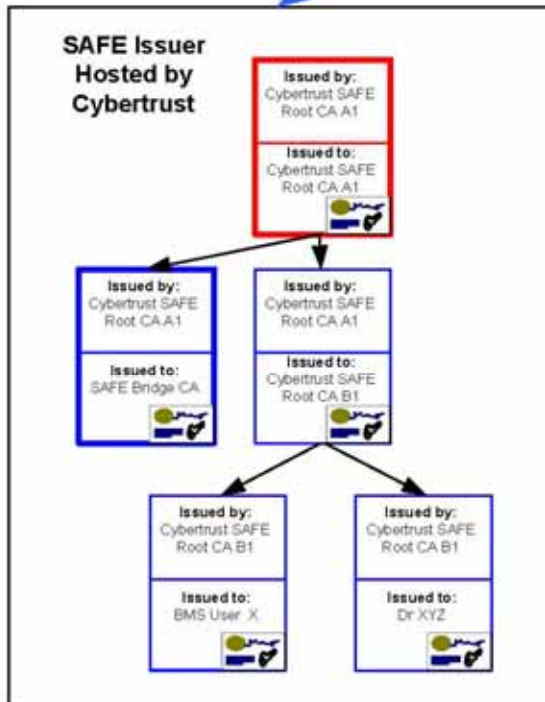 SAFE Issuer
Hosted by
Cybertrust
Issued by:
Cybertrust SAFE
Root CA A1
Issued to:
Cybertrust SAFE
Root CA A1
Issued by:
Cybertrust SAFE
Root CA A1
Issued to:
SAFE Bridge CA
Issued by:
Cybertrust SAFE
Root CA A1
Issued to:
Cybertrust SAFE
Root CA B1
Issued by:
Cybertrust SAFE
Root CA B1
Issued to:
BMS User X
Issued by:
Cybertrust SAFE
Root CA B1
Issued to:
Dr XYZ